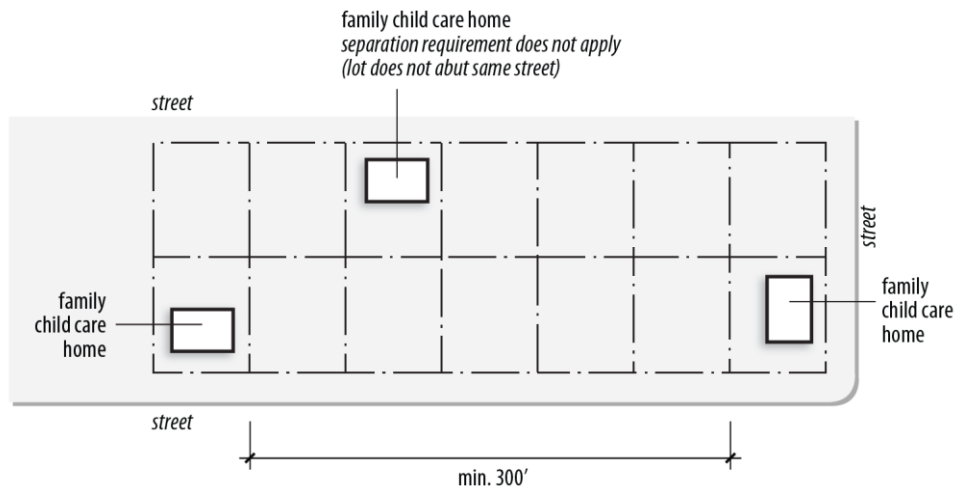 family child care home
separation requirement does not apply
(lot does not abut same street)
street
street
family
child care
home
family
child care
home
street
min. 300′